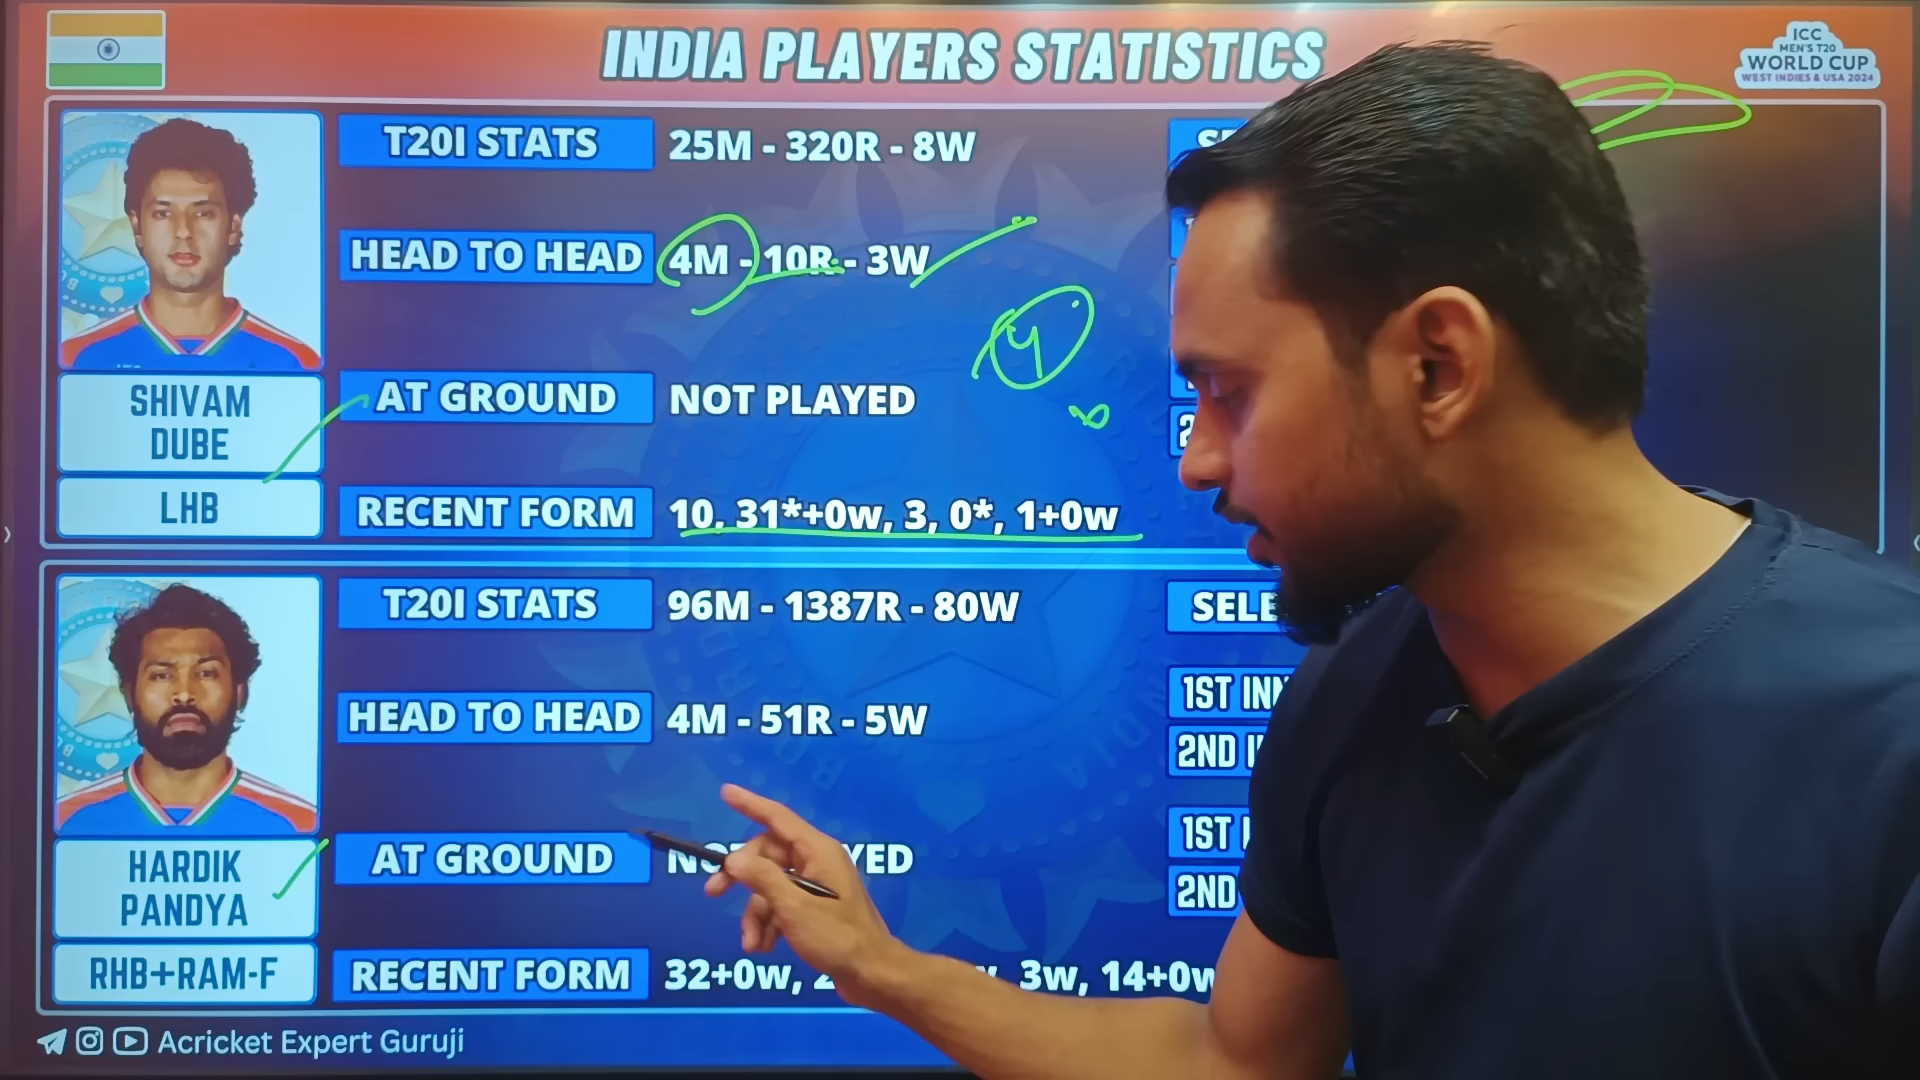 INDIA PLAYERS STATISTICS
ICC
MEN'S T20
WORLD CUP
WEST INDIES & USA 2024
T20I STATS 25M - 320R - 8W
HEAD TO HEAD 4M - 10R - 3W
AT GROUND NOT PLAYED
RECENT FORM 10, 31*+0w, 3, 0*, 1+0w
SHIVAM
DUBE
LHB
T20I STATS 96M - 1387R - 80W
HEAD TO HEAD 4M - 51R - 5W
1ST
2ND
AT GROUND
1ST
2ND
RECENT FORM 32+0w, 3w, 14+0w
HARDIK
PANDYA
RHB+RAM-F
Acricket Expert Guruji